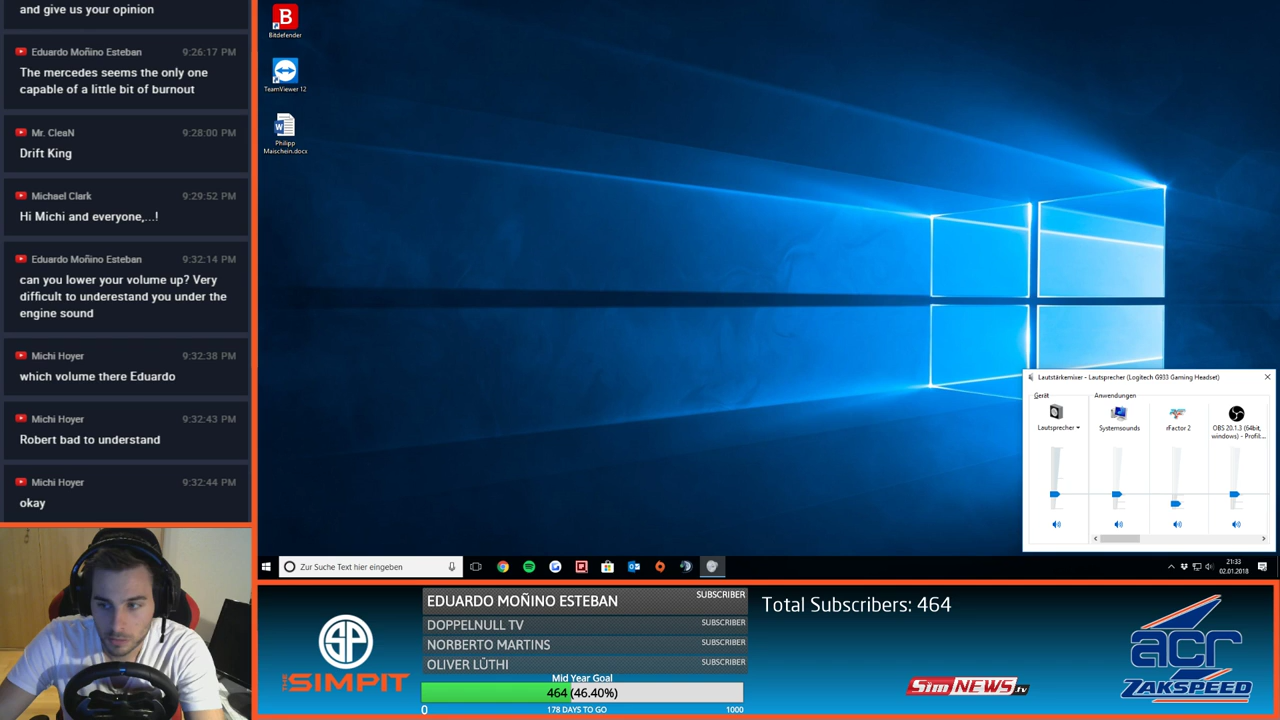 and give us your opinion
Eduardo Moñino Esteban 9:26:17 PM
The mercedes seems the only one
capable of a little bit of burnout
Mr. CleaN 9:28:00 PM
Drift King
Michael Clark 9:29:52 PM
Hi Michi and everyone,...!
Eduardo Moñino Esteban 9:32:14 PM
can you lower your volume up? Very
difficult to underestand you under the
engine sound
Michi Hoyer 9:32:38 PM
which volume there Eduardo
Michi Hoyer 9:32:43 PM
Robert bad to understand
Michi Hoyer 9:32:44 PM
okay
Bitdefender
TeamViewer 12
Philipp
Maischein.docx
Lautstärkemixer - Lautsprecher (Logitech G933 Gaming Headset)
Gerät
Anwendungen
Lautsprecher
Systemsounds
rFactor 2
OBS 20.1.3 (64bit,
windows) - Profil:...
Zur Suche Text hier eingeben
21:33
02.01.2018
SP
THE SIMPIT
EDUARDO MOÑINO ESTEBAN SUBSCRIBER
DOPPELNULL TV SUBSCRIBER
NORBERTO MARTINS SUBSCRIBER
OLIVER LÜTHI SUBSCRIBER
Mid Year Goal
464 (46.40%)
0 178 DAYS TO GO 1000
Total Subscribers: 464
SimNEWS.tv
acr
ZAKSPEED